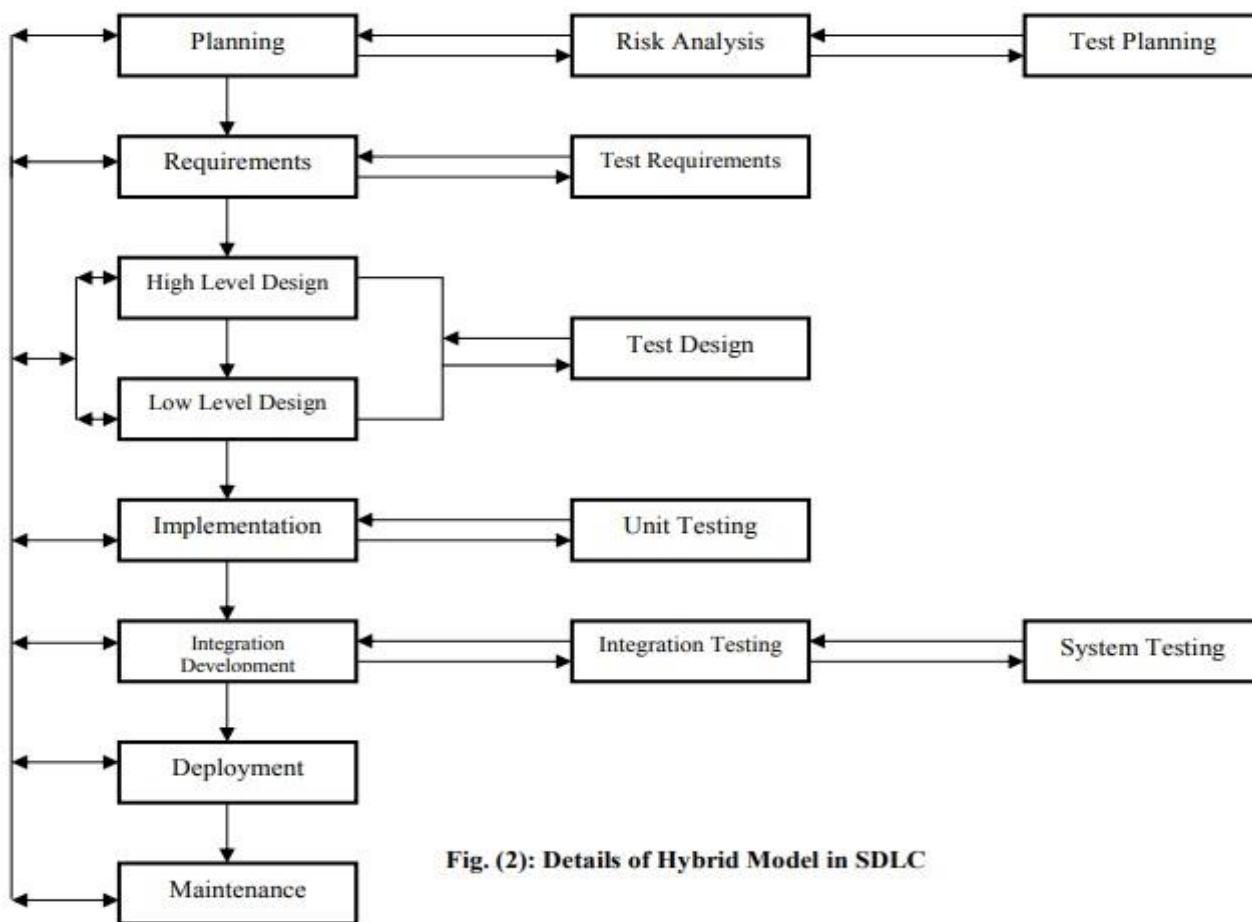 Planning
Risk Analysis
Test Planning
Requirements
Test Requirements
High Level Design
Test Design
Low Level Design
Implementation
Unit Testing
Integration
Development
Integration Testing
System Testing
Deployment
Maintenance
Fig. (2): Details of Hybrid Model in SDLC